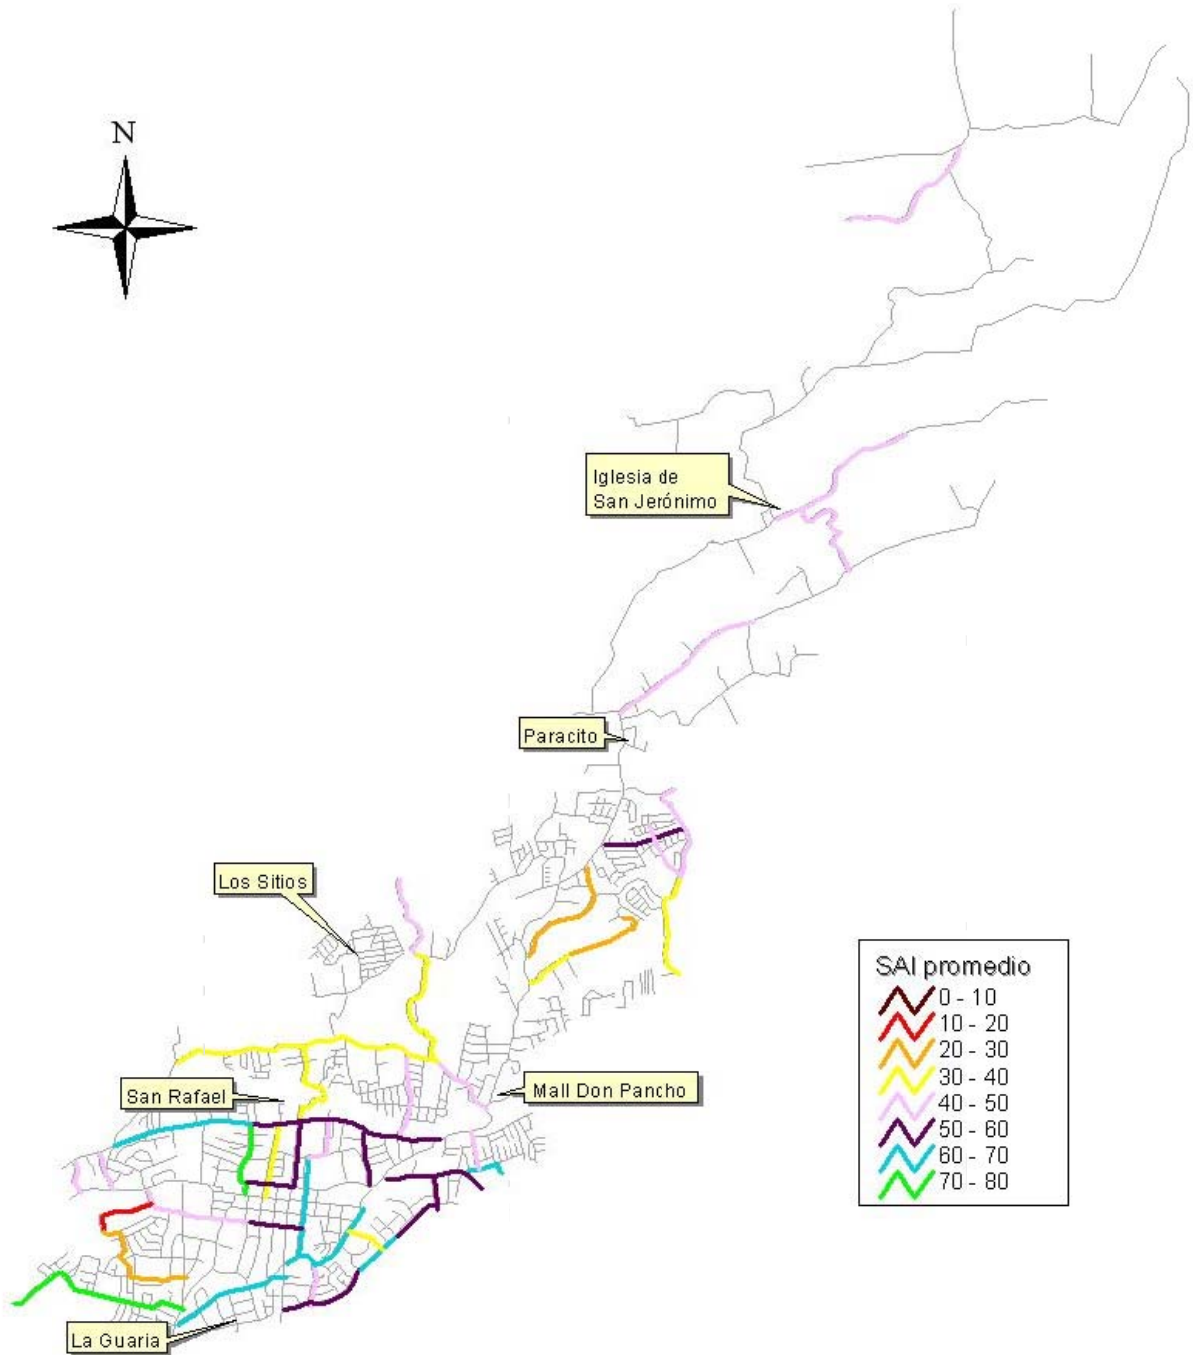 N
Iglesia de
San Jerónimo
Paracito
Los Sitios
San Rafael
Mall Don Pancho
La Guaria
SAI promedio
0 - 10
10 - 20
20 - 30
30 - 40
40 - 50
50 - 60
60 - 70
70 - 80